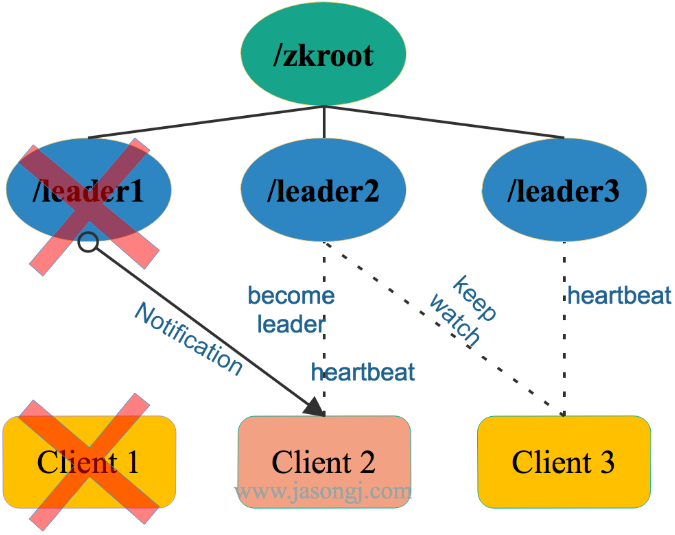 /zkroot
/leader1
/leader2
/leader3
Notification
become
leader
heartbeat
keep
watch
heartbeat
Client 1
Client 2
Client 3
www.jasongj.com